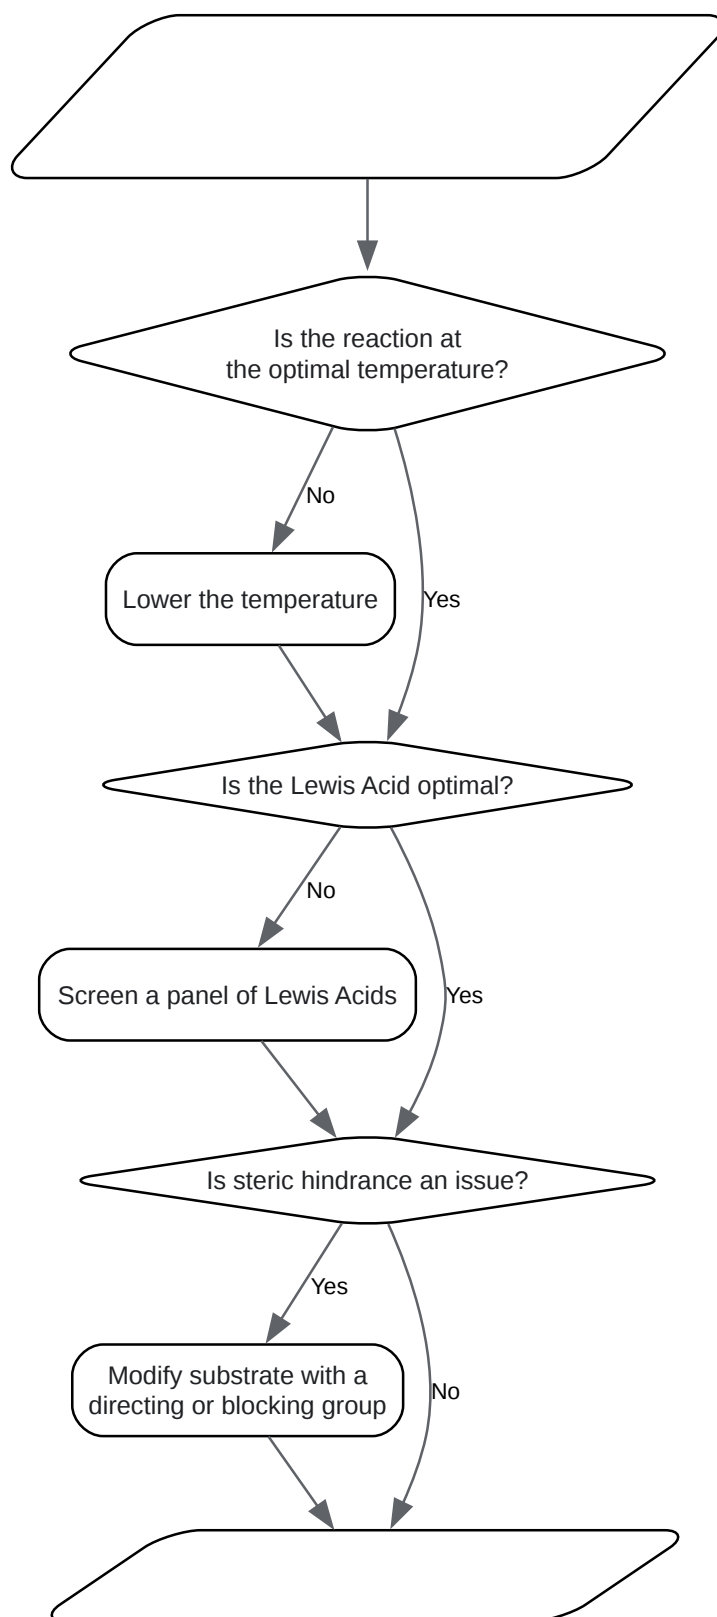 Is the reaction at
the optimal temperature?
No
Lower the temperature
Yes
Is the Lewis Acid optimal?
No
Screen a panel of Lewis Acids
Yes
Is steric hindrance an issue?
Yes
Modify substrate with a
directing or blocking group
No